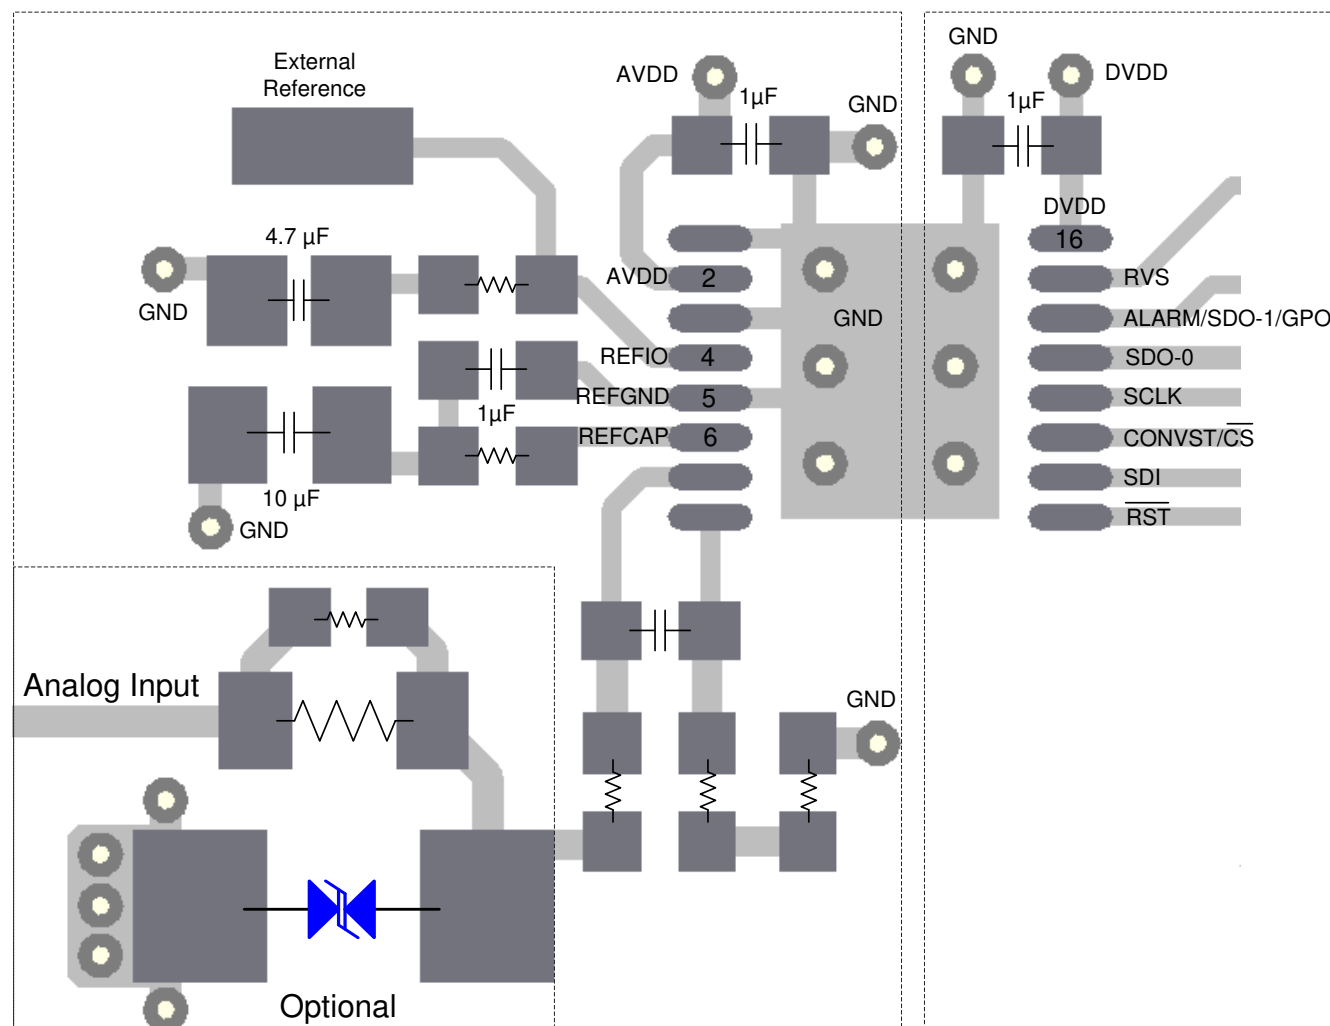 External
Reference
AVDD
1µF
GND
GND
1µF
DVDD
4.7 µF
GND
AVDD
2
GND
REFIO
4
REFGND
5
1µF
REFCAP
6
10 µF
GND
DVDD
16
RVS
ALARM/SDO-1/GPO
SDO-0
SCLK
CONVST/CS
SDI
RST
Analog Input
GND
Optional